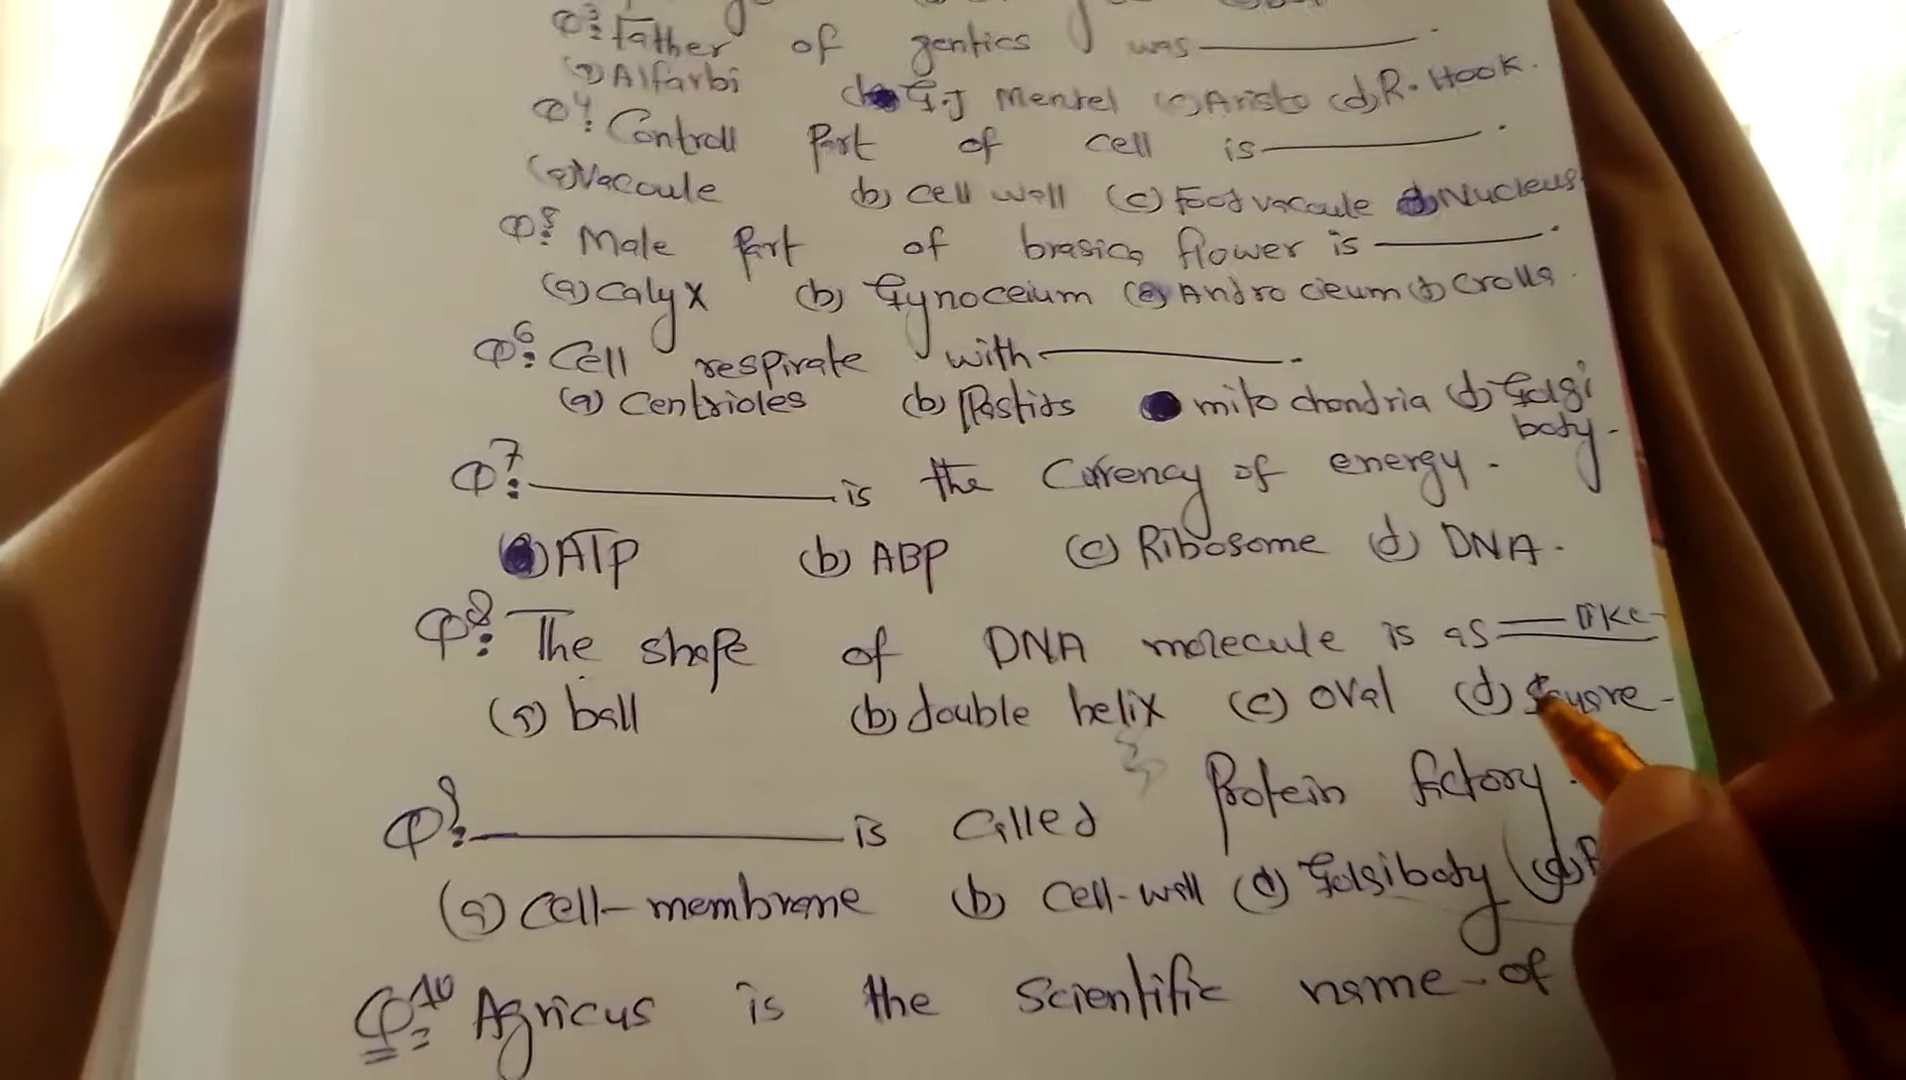 Q3: father of gentics was ______.
(a) Alfarbi (b) G.J Mentel (c) Aristo (d) R. Hook.
Q4: Controll Part of cell is ______.
(a) Vacoule (b) cell wall (c) Food vacoule (d) Nucleus
Q5: Male Part of brasica flower is ______.
(a) calyx (b) Gynoceium (c) Andro cieum (d) crolla.
Q6: Cell respirate with ______.
(a) Centrioles (b) Plastids mito chondria (d) Golgi
body.
Q7: ______ is the Curency of energy.
(a) ATP (b) ABP (c) Ribosome (d) DNA.
Q8: The shape of DNA molecule is as ___ like
(a) ball (b) double helix (c) oval (d) Squsre.
Q9: ______ is called Protein factory.
(a) cell-membrane (b) cell-wall (c) Golgibody (d) R
Q10: Agricus is the Scientific name of